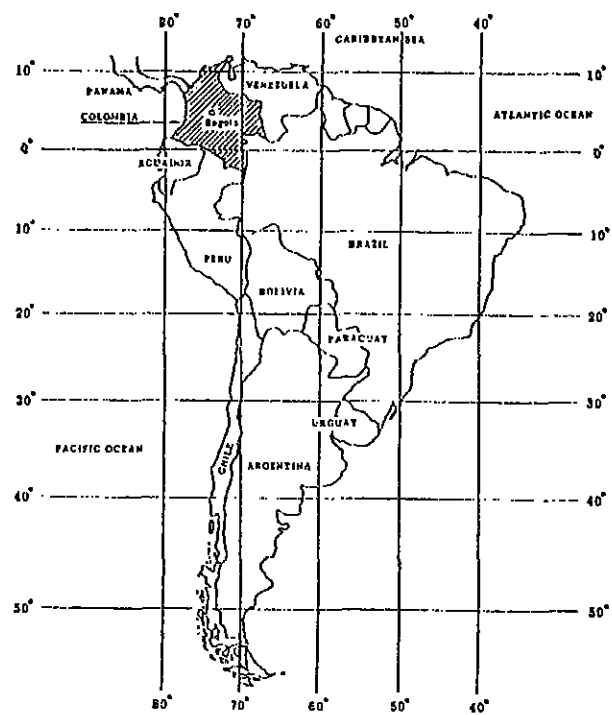 80° 70° 60° 50° 40°
CARIBBEAN SEA
10° 10°
VENEZUELA
PANAMA
COLOMBIA
Bogota
ATLANTIC OCEAN
0° 0°
10° 10°
PERU
BRAZIL
BOLIVIA
20° 20°
PARAGUAY
30° 30°
URGUAY
PACIFIC OCEAN
CHILE
ARGENTINA
40° 40°
50° 50°
80° 70° 60° 50° 40°